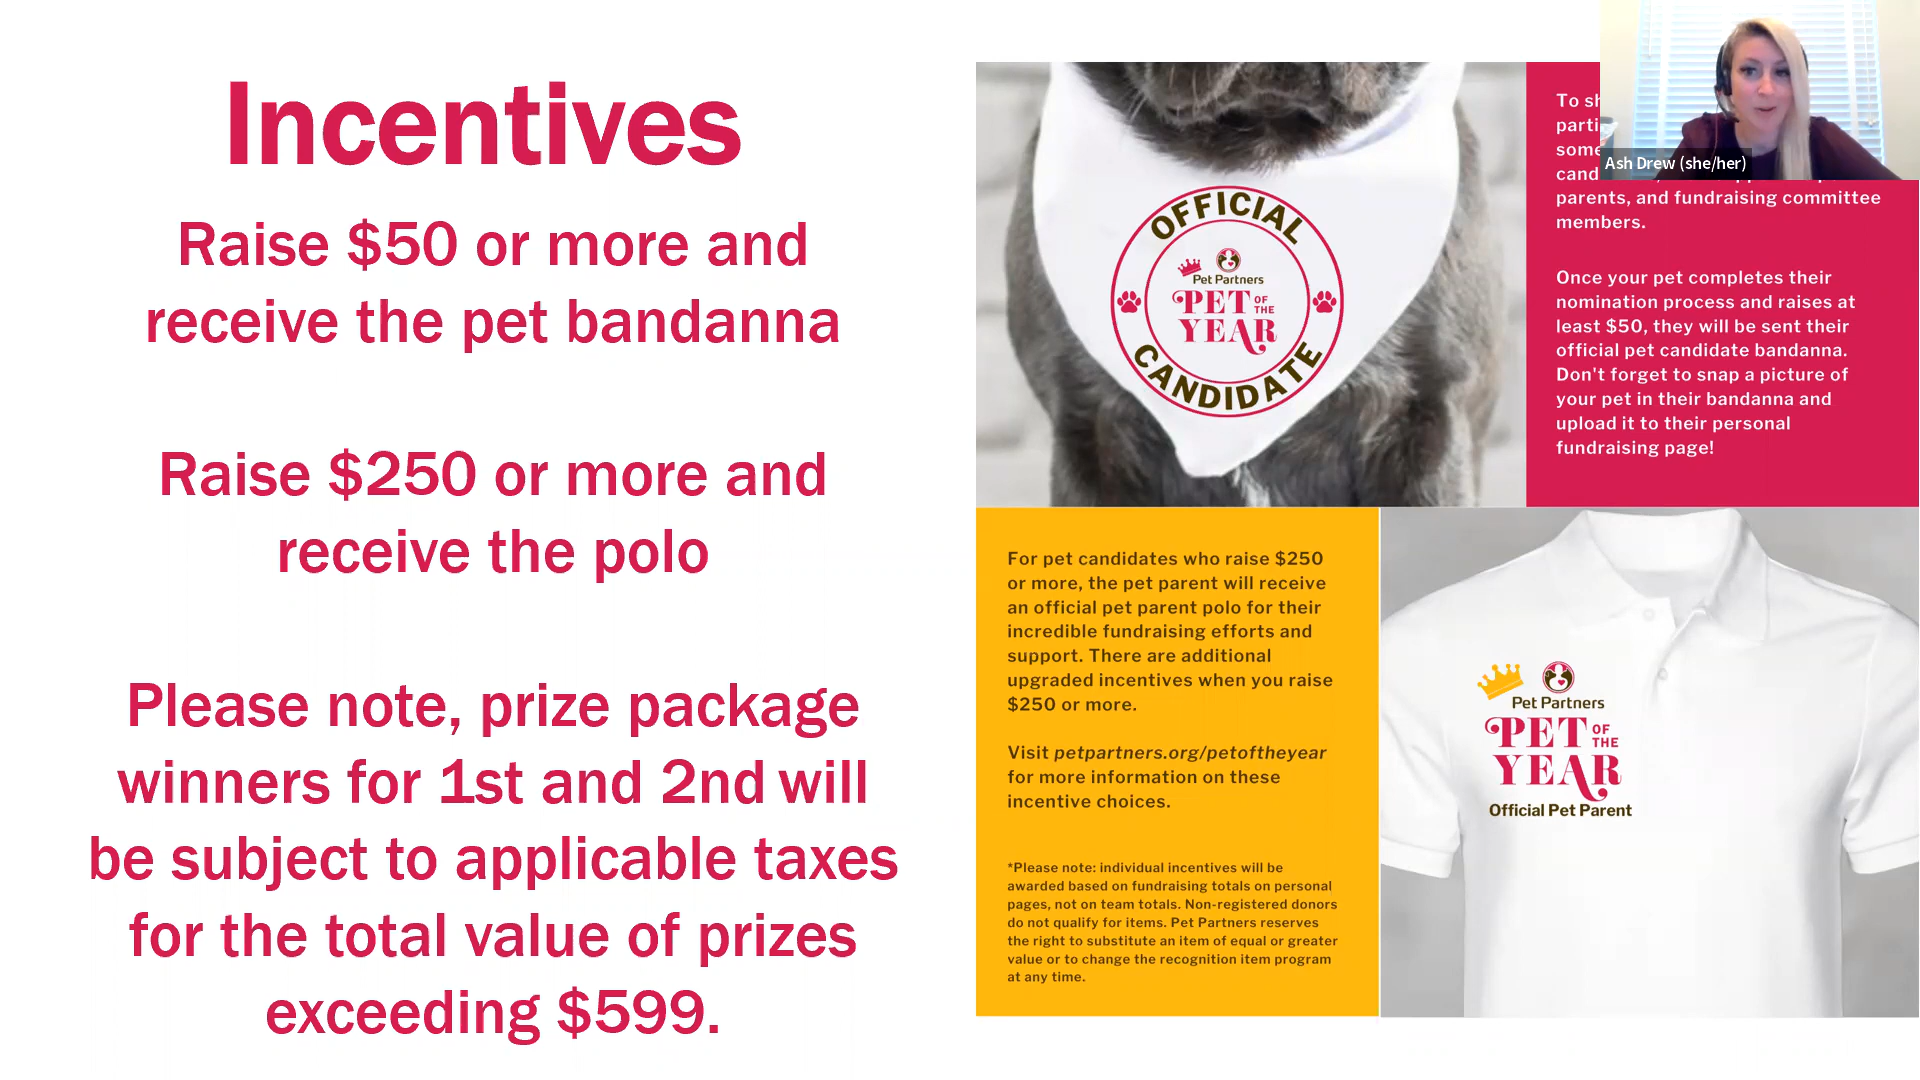 Incentives
Raise $50 or more and
receive the pet bandanna
Raise $250 or more and
receive the polo
Please note, prize package
winners for 1st and 2nd will
be subject to applicable taxes
for the total value of prizes
exceeding $599.
OFFICIAL
Pet Partners
PET OF THE
YEAR
CANDIDATE
To
parents, and fundraising committee
members.
Once your pet completes their
nomination process and raises at
least $50, they will be sent their
official pet candidate bandanna.
Don't forget to snap a picture of
your pet in their bandanna and
upload it to their personal
fundraising page!
Ash Drew (she/her)
For pet candidates who raise $250
or more, the pet parent will receive
an official pet parent polo for their
incredible fundraising efforts and
support. There are additional
upgraded incentives when you raise
$250 or more.
Visit petpartners.org/petoftheyear
for more information on these
incentive choices.
*Please note: individual incentives will be
awarded based on fundraising totals on personal
pages, not on team totals. Non-registered donors
do not qualify for items. Pet Partners reserves
the right to substitute an item of equal or greater
value or to change the recognition item program
at any time.
Pet Partners
PET OF THE
YEAR
Official Pet Parent